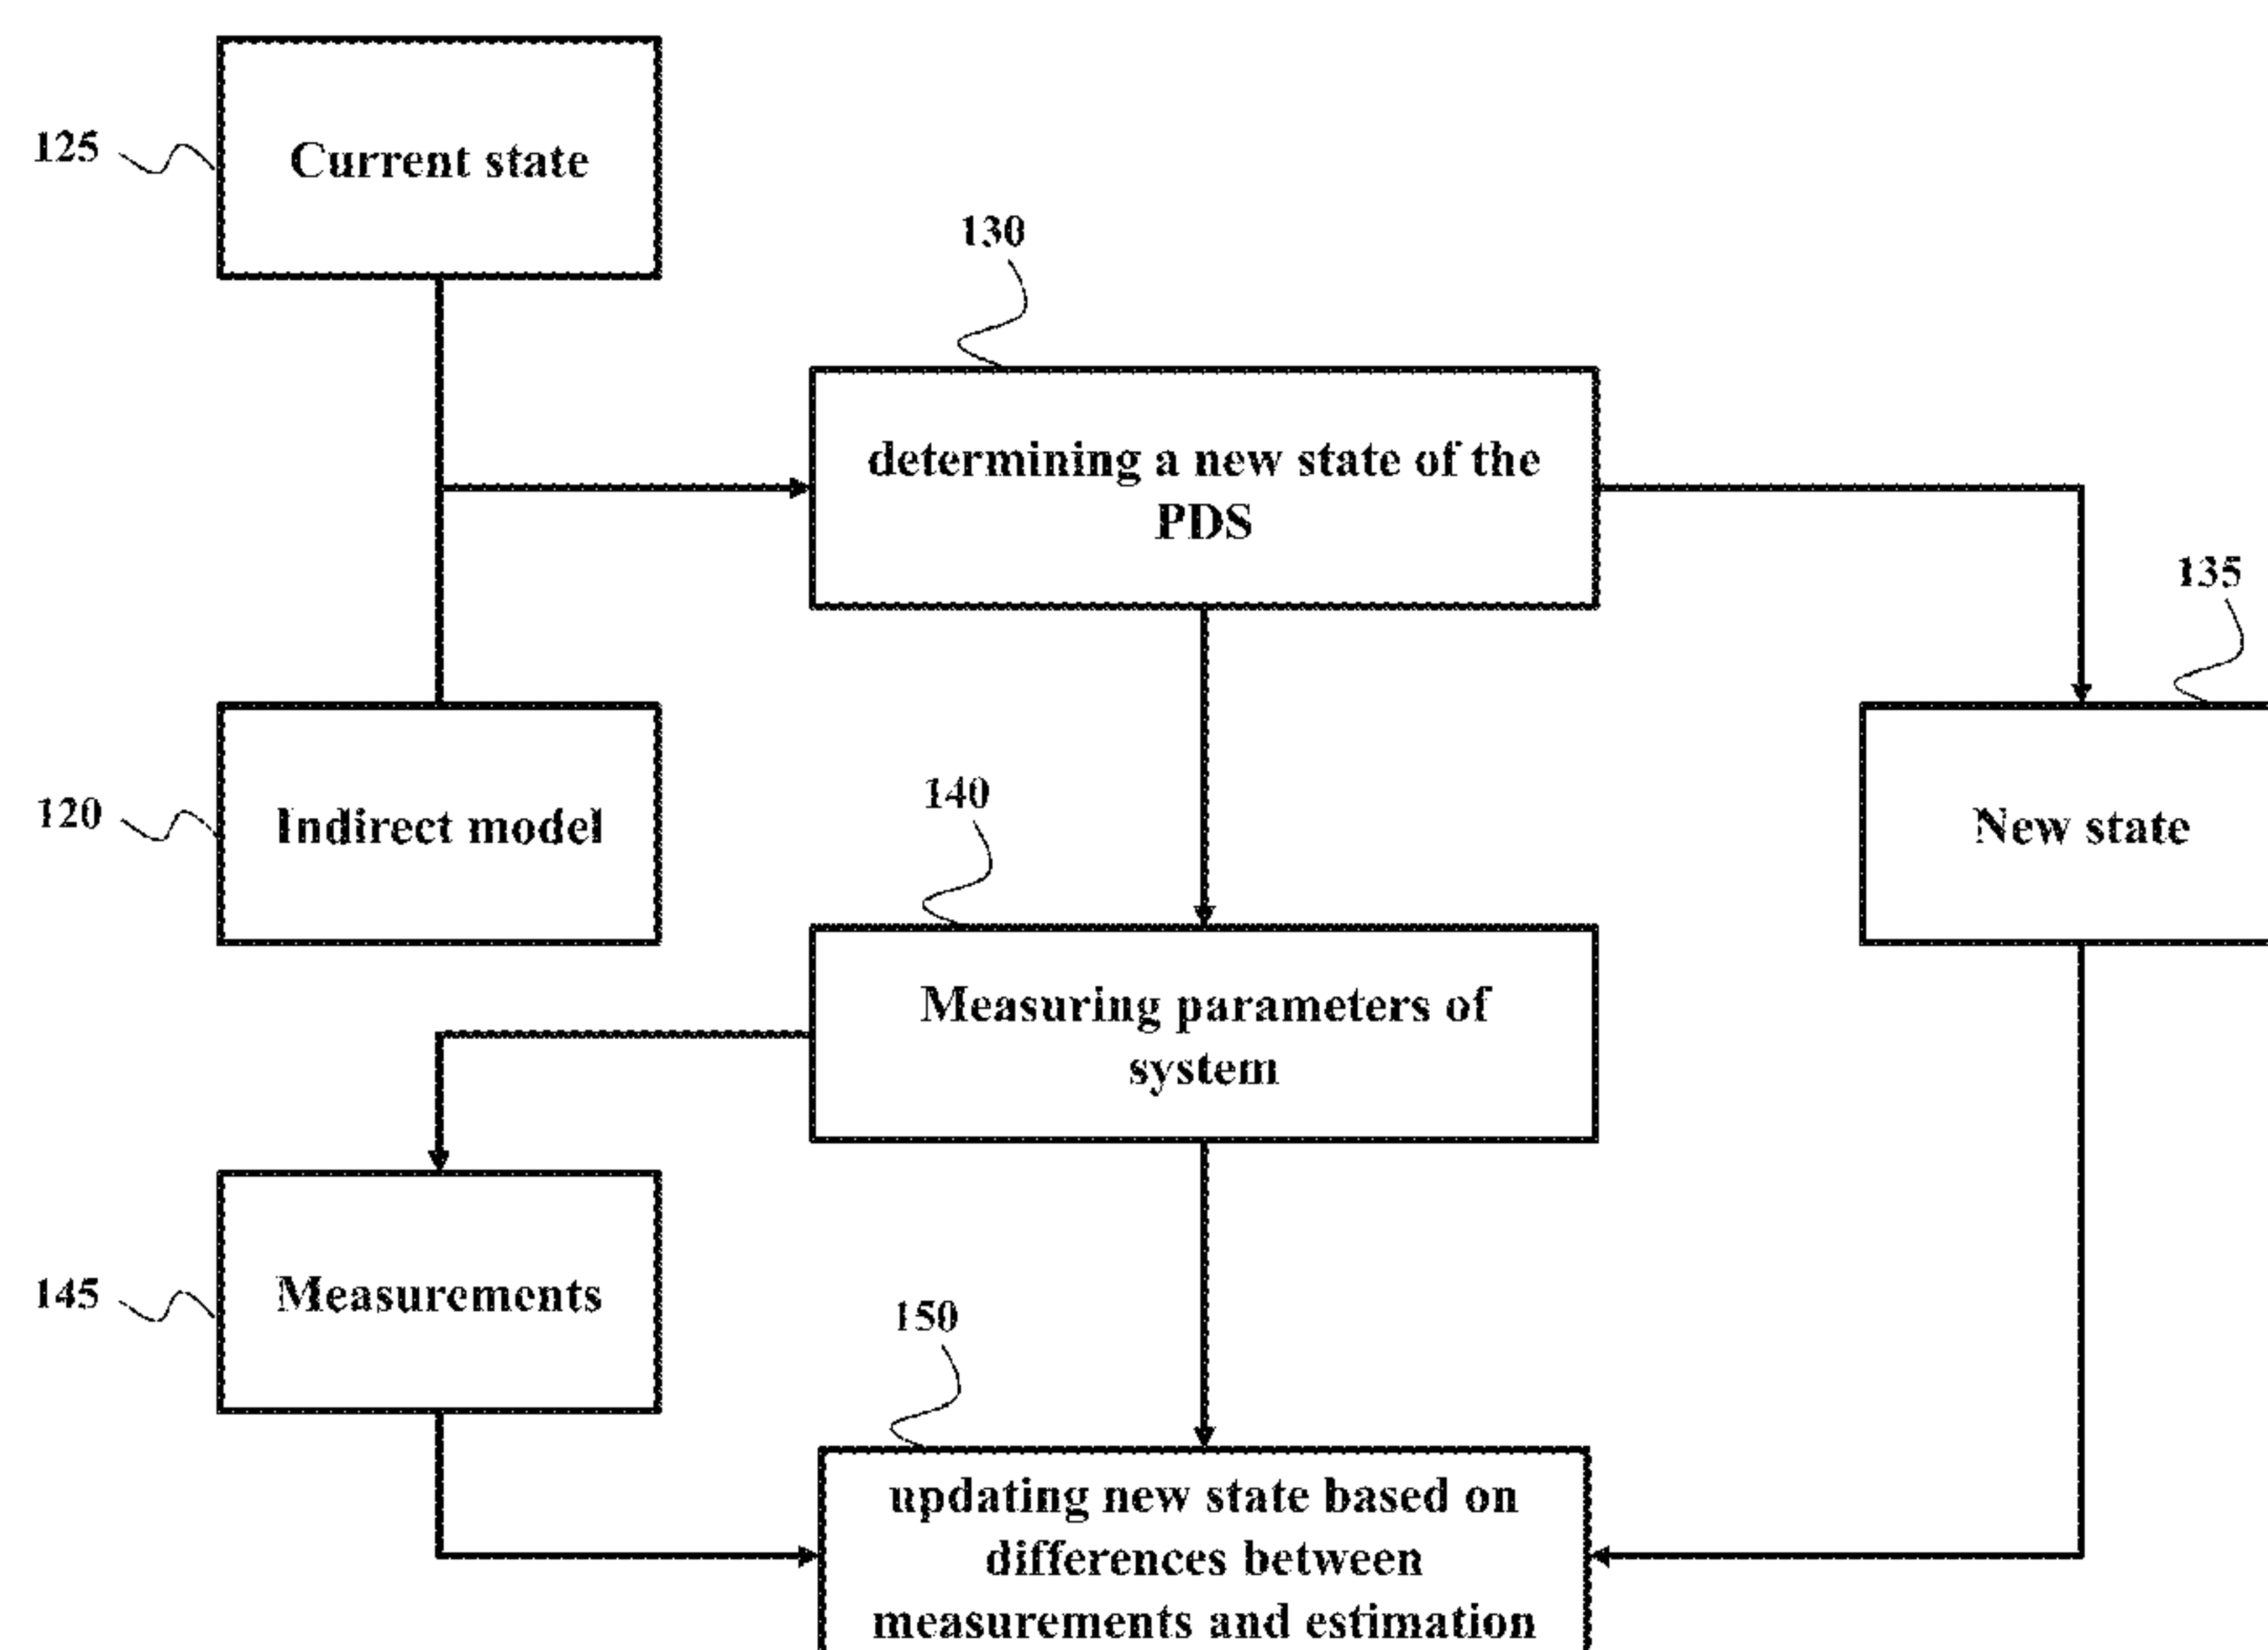 125
Current state
130
determining a new state of the
PDS
135
120
Indirect model
140
New state
Measuring parameters of
system
145
Measurements
150
updating new state based on
differences between
measurements and estimation